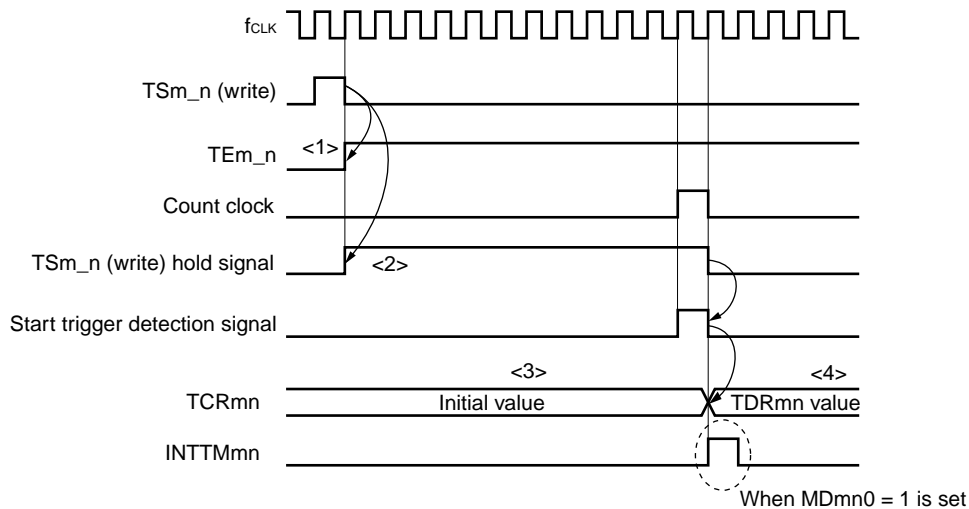 fCLK
TSm_n (write)
<1>
TEm_n
Count clock
TSm_n (write) hold signal
<2>
Start trigger detection signal
<3>
<4>
TCRmn
Initial value
TDRmn value
INTTMmn
When MDmn0 = 1 is set